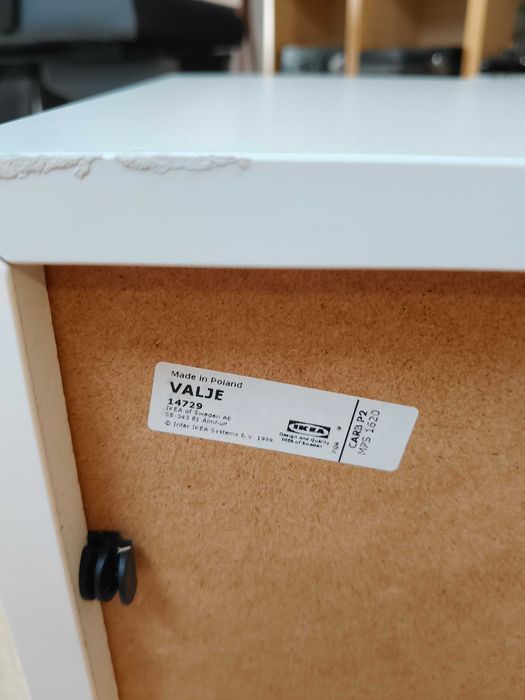 Made in Poland
VALJE
14729
IKEA of Sweden AB
SE-343 81 Älmhult
© Inter IKEA Systems B.V. 1999
IKEA
Design and Quality
IKEA of Sweden
CARB P2
MPS 1620